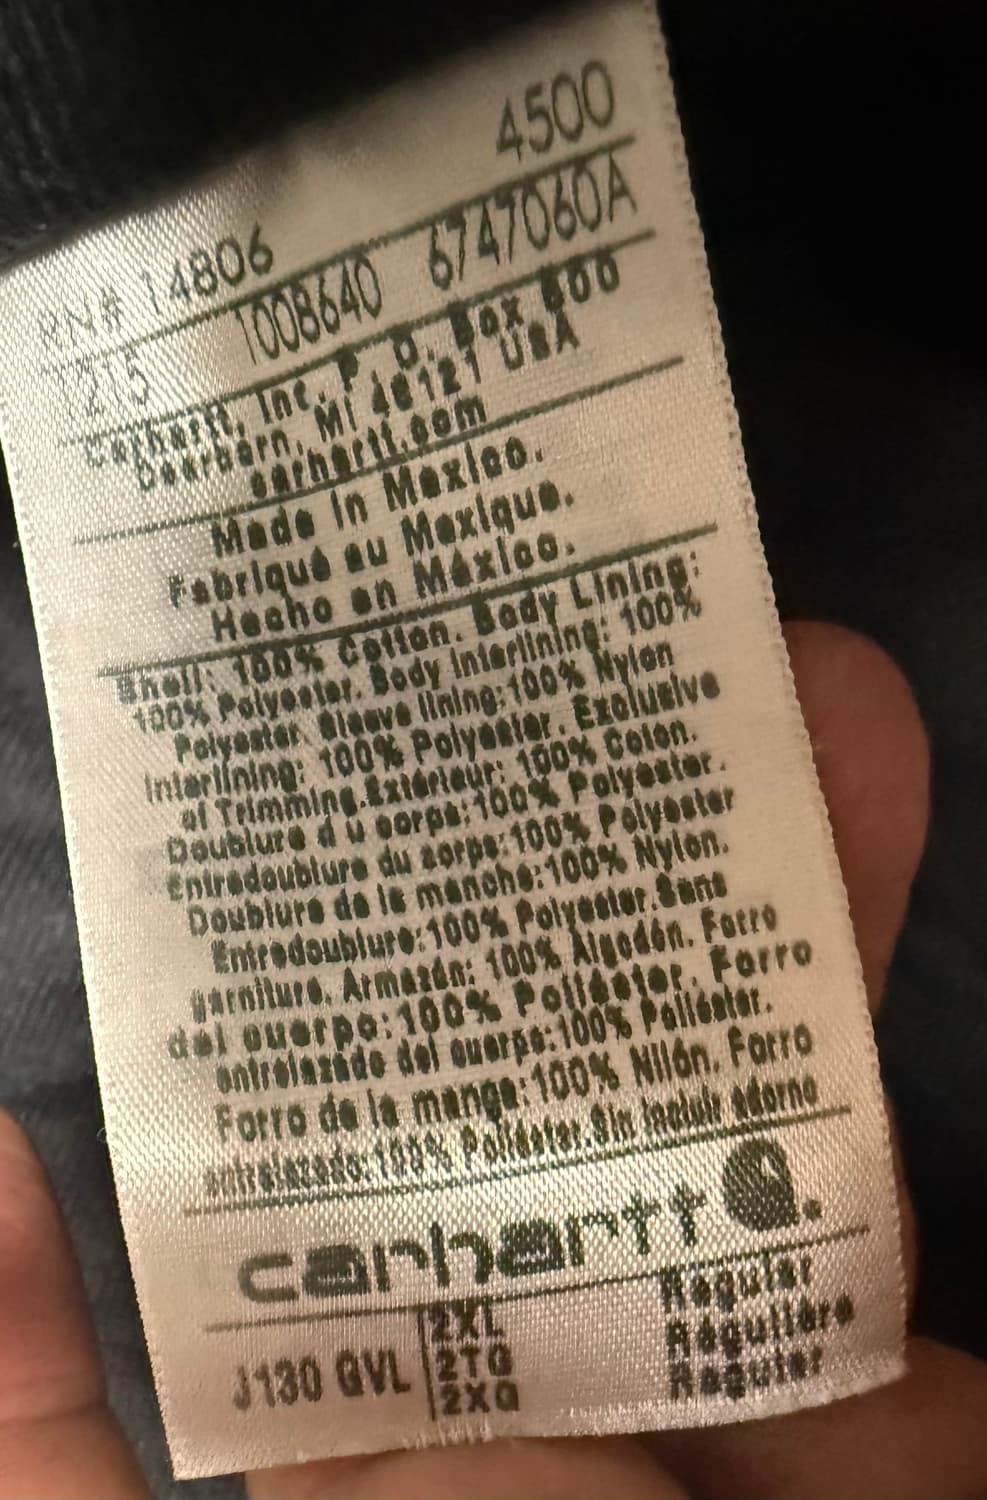 4500
RN# 14806
1215 1008640 6747060A
Carhartt, Inc. P. O. Box 600
Dearborn, MI 48121 USA
carhartt.com
Made in Mexico.
Fabriqué au Mexique.
Hecho en México.
Shell: 100% Cotton. Body Lining:
100% Polyester. Body Interlining: 100%
Polyester. Sleeve lining:100% Nylon
Interlining: 100% Polyester. Exclusive
of Trimming.Extérieur: 100% Coton.
Doublure d u corps:100% Polyester.
Entredoublure du corps:100% Polyester
Doublure de la manche:100% Nylon.
Entredoublure:100% Polyester.Sans
garniture. Armazón: 100% Algodón. Forro
del cuerpo:100% Poliéster. Forro
entrelazado del cuerpo:100% Poliéster.
Forro de la manga:100% Nilón. Forro
entrelazado:100% Poliéster.Sin incluir adorno
carhartt
J130 GVL 2XL Regular
2TG Régulière
2XG Regular